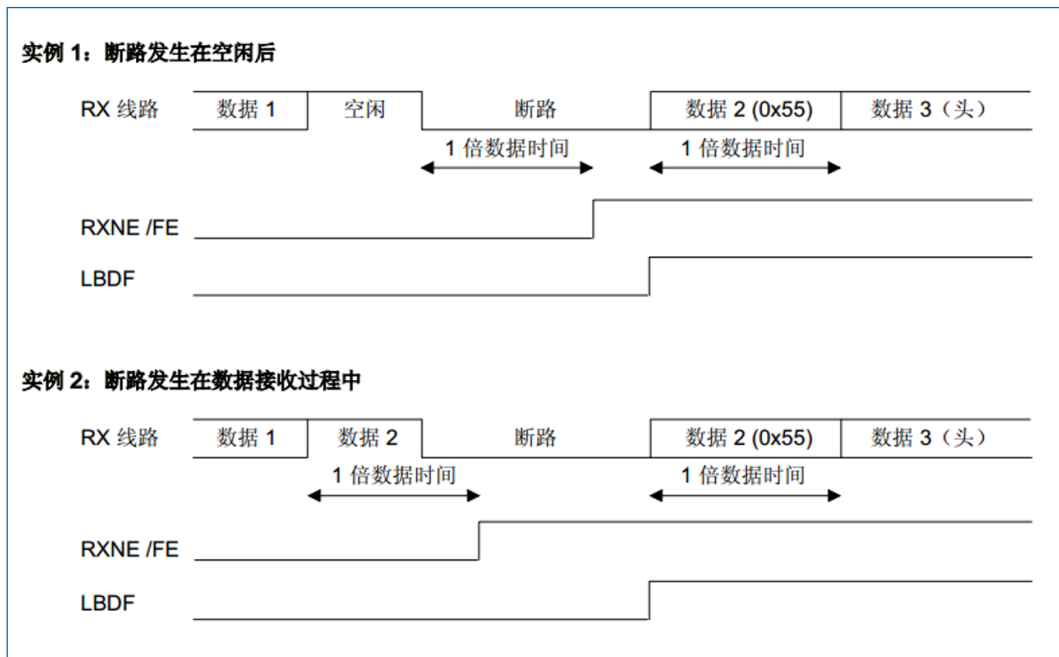 实例 1：断路发生在空闲后
RX 线路 数据 1 空闲 断路 数据 2 (0x55) 数据 3（头）
1 倍数据时间 1 倍数据时间
RXNE /FE
LBDF
实例 2：断路发生在数据接收过程中
RX 线路 数据 1 数据 2 断路 数据 2 (0x55) 数据 3（头）
1 倍数据时间 1 倍数据时间
RXNE /FE
LBDF